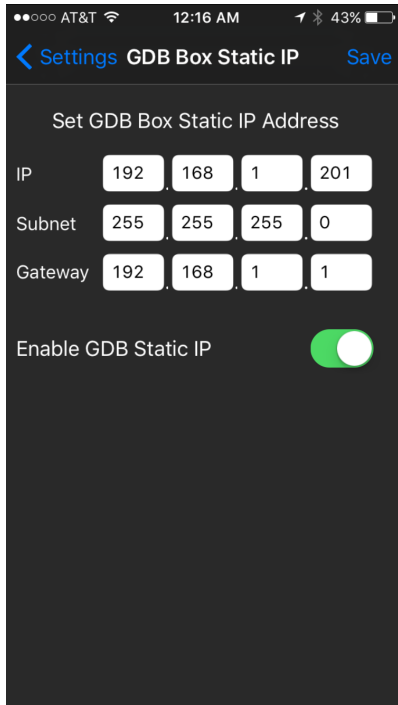 AT&T 12:16 AM 43%
Settings GDB Box Static IP Save
Set GDB Box Static IP Address
IP 192 . 168 . 1 . 201
Subnet 255 . 255 . 255 . 0
Gateway 192 . 168 . 1 . 1
Enable GDB Static IP